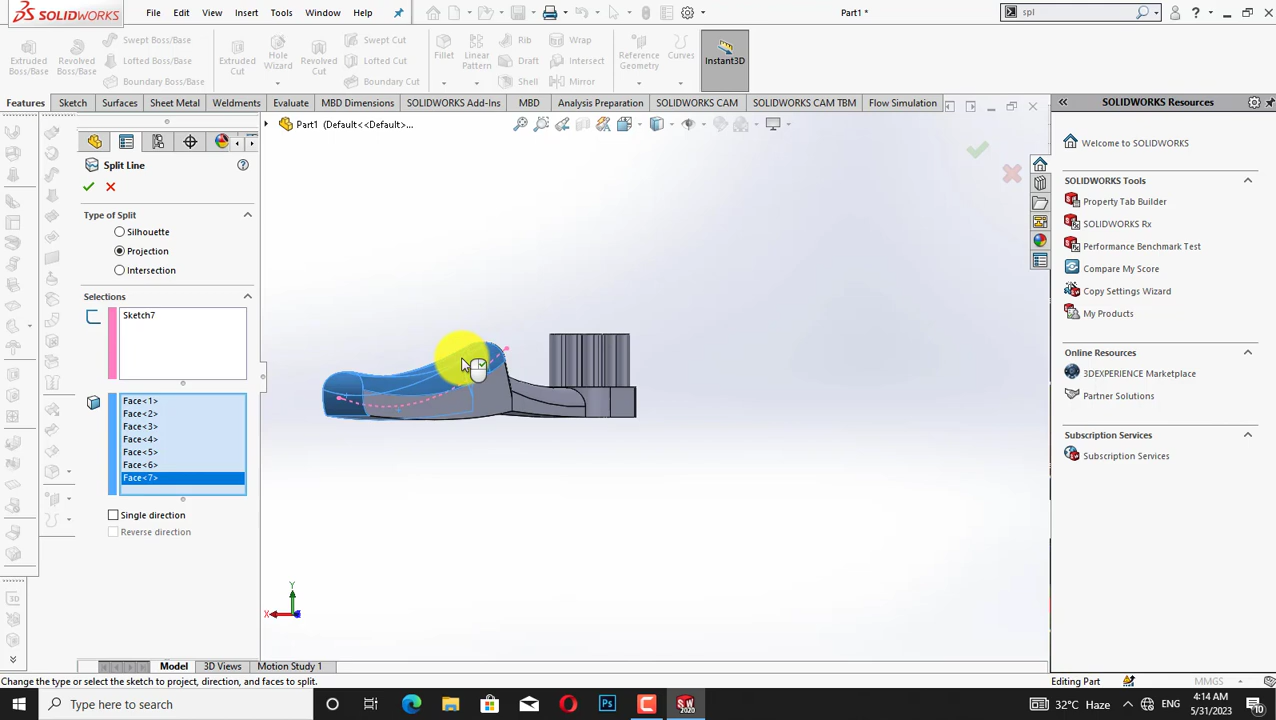 SOLIDWORKS
File
Edit
View
Insert
Tools
Window
Help
Part1 *
spl
Extruded Boss/Base
Revolved Boss/Base
Swept Boss/Base
Lofted Boss/Base
Boundary Boss/Base
Extruded Cut
Hole Wizard
Revolved Cut
Swept Cut
Lofted Cut
Boundary Cut
Fillet
Linear Pattern
Rib
Draft
Shell
Wrap
Intersect
Mirror
Reference Geometry
Curves
Instant3D
Features
Sketch
Surfaces
Sheet Metal
Weldments
Evaluate
MBD Dimensions
SOLIDWORKS Add-Ins
MBD
Analysis Preparation
SOLIDWORKS CAM
SOLIDWORKS CAM TBM
Flow Simulation
Part1 (Default<<Default>...
Split Line
Type of Split
Silhouette
Projection
Intersection
Selections
Sketch7
Face<1>
Face<2>
Face<3>
Face<4>
Face<5>
Face<6>
Face<7>
Single direction
Reverse direction
Y
X
SOLIDWORKS Resources
Welcome to SOLIDWORKS
SOLIDWORKS Tools
Property Tab Builder
SOLIDWORKS Rx
Performance Benchmark Test
Compare My Score
Copy Settings Wizard
My Products
Online Resources
3DEXPERIENCE Marketplace
Partner Solutions
Subscription Services
Subscription Services
Model
3D Views
Motion Study 1
Change the type or select the sketch to project, direction, and faces to split.
Editing Part
MMGS
Type here to search
Ps
SW
2020
32°C Haze
ENG
4:14 AM
5/31/2023
10